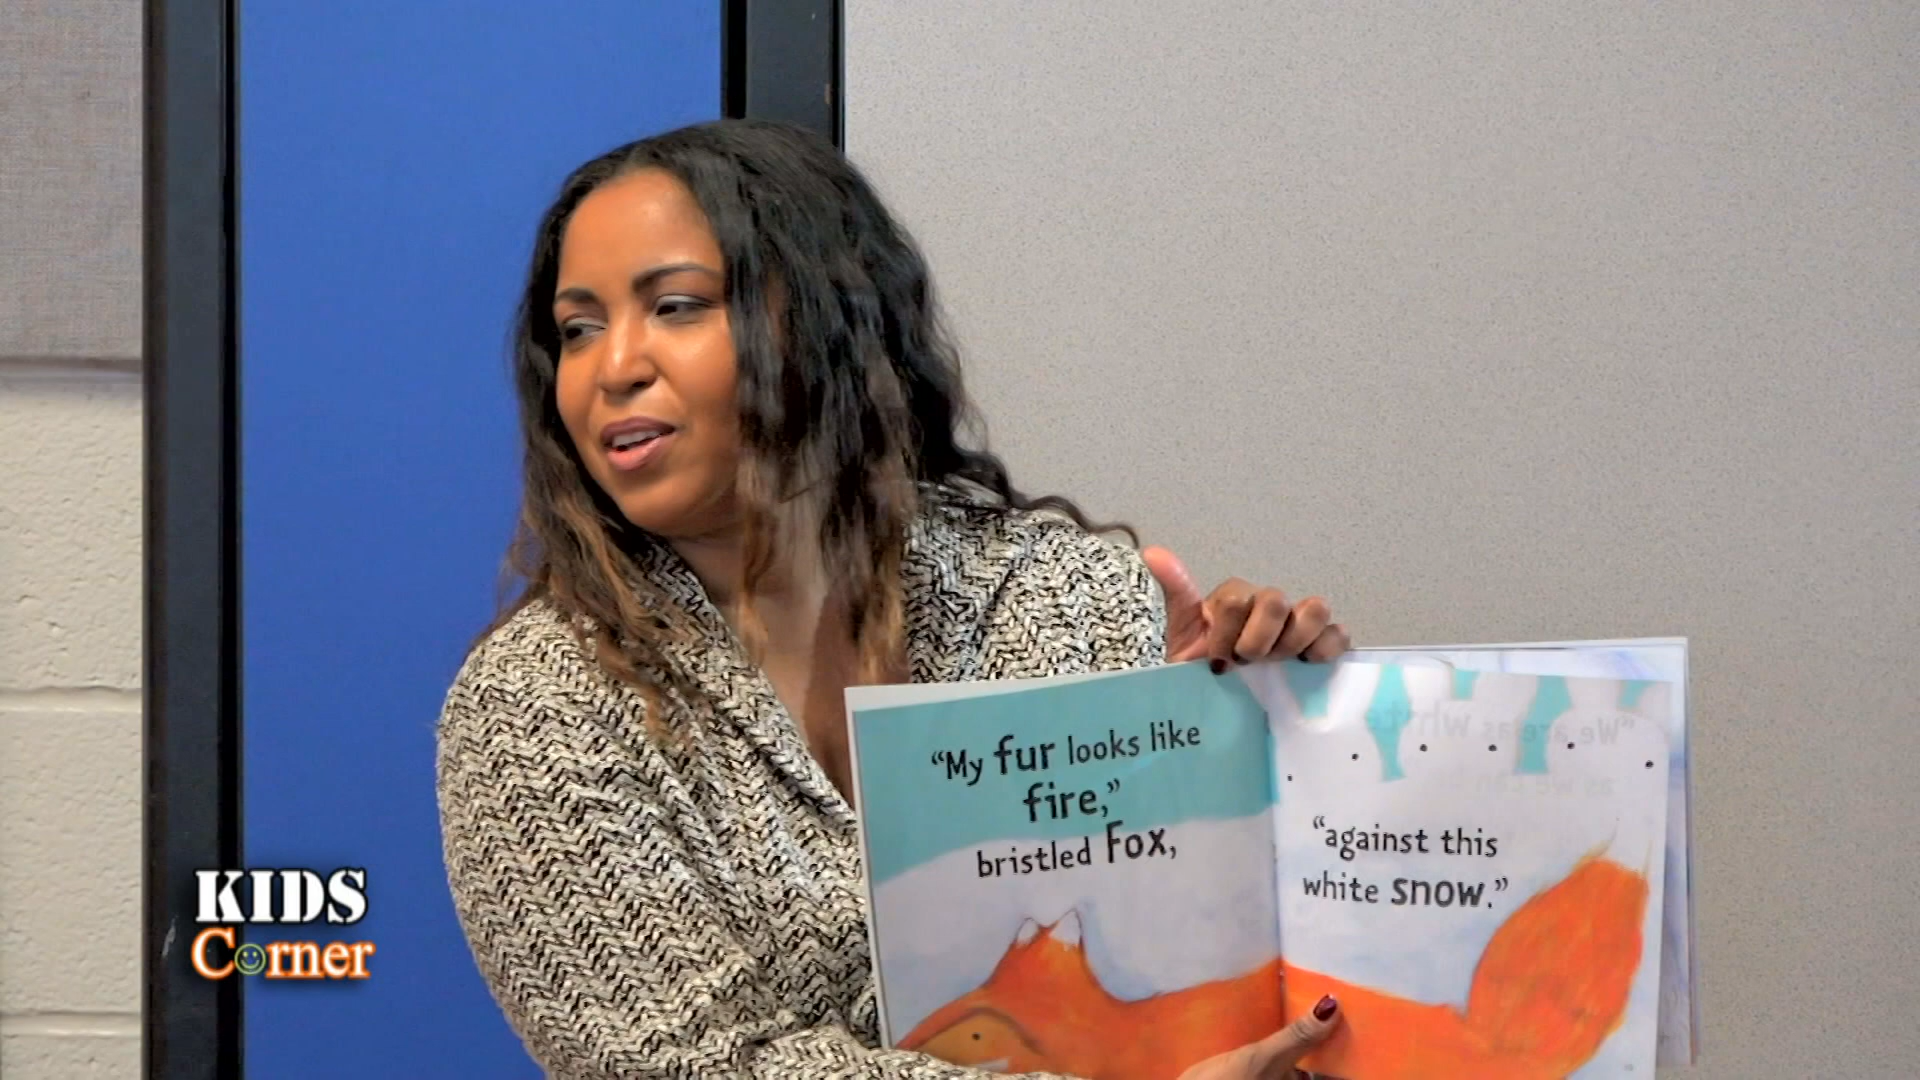 “My fur looks like
fire,”
bristled Fox,
“against this
white snow.”
KIDS
Corner